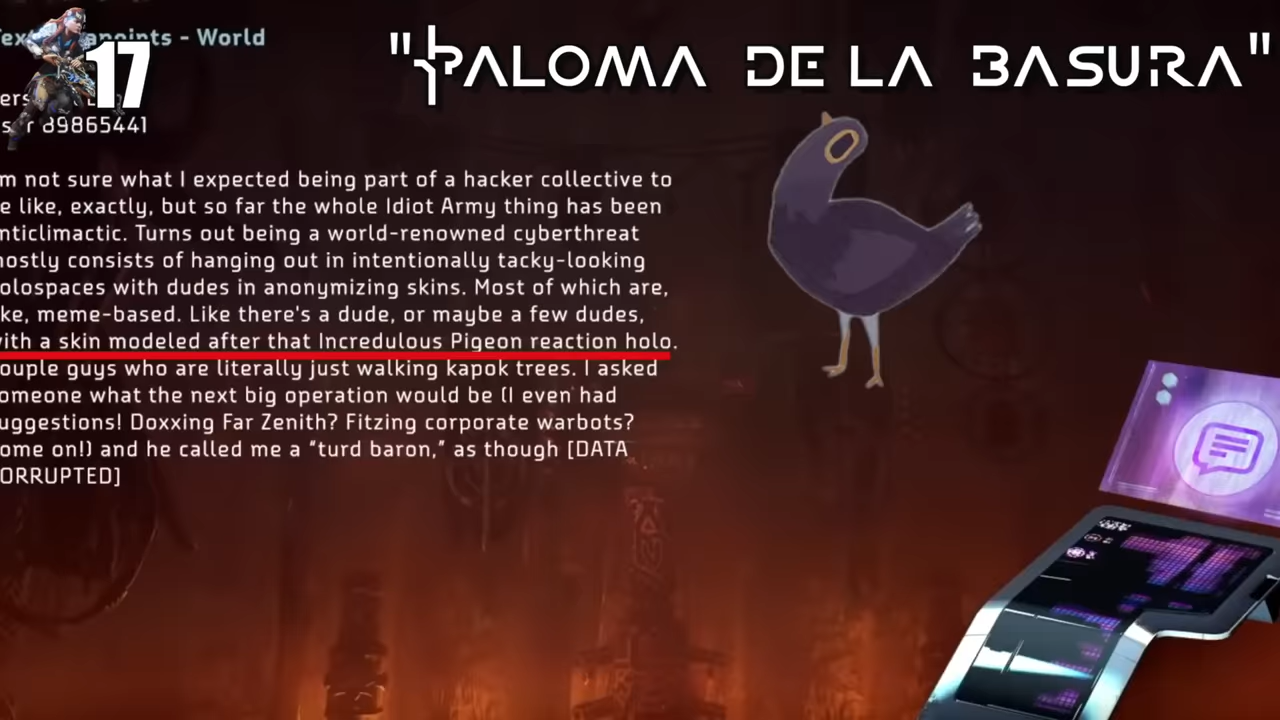 - World
17
"PALOMA DE LA BASURA"
89865441
m not sure what I expected being part of a hacker collective to
e like, exactly, but so far the whole Idiot Army thing has been
nticlimactic. Turns out being a world-renowned cyberthreat
ostly consists of hanging out in intentionally tacky-looking
olospaces with dudes in anonymizing skins. Most of which are,
ke, meme-based. Like there's a dude, or maybe a few dudes,
with a skin modeled after that Incredulous Pigeon reaction holo.
ouple guys who are literally just walking kapok trees. I asked
omeone what the next big operation would be (I even had
uggestions! Doxxing Far Zenith? Fitzing corporate warbots?
ome on!) and he called me a “turd baron,” as though [DATA
ORRUPTED]